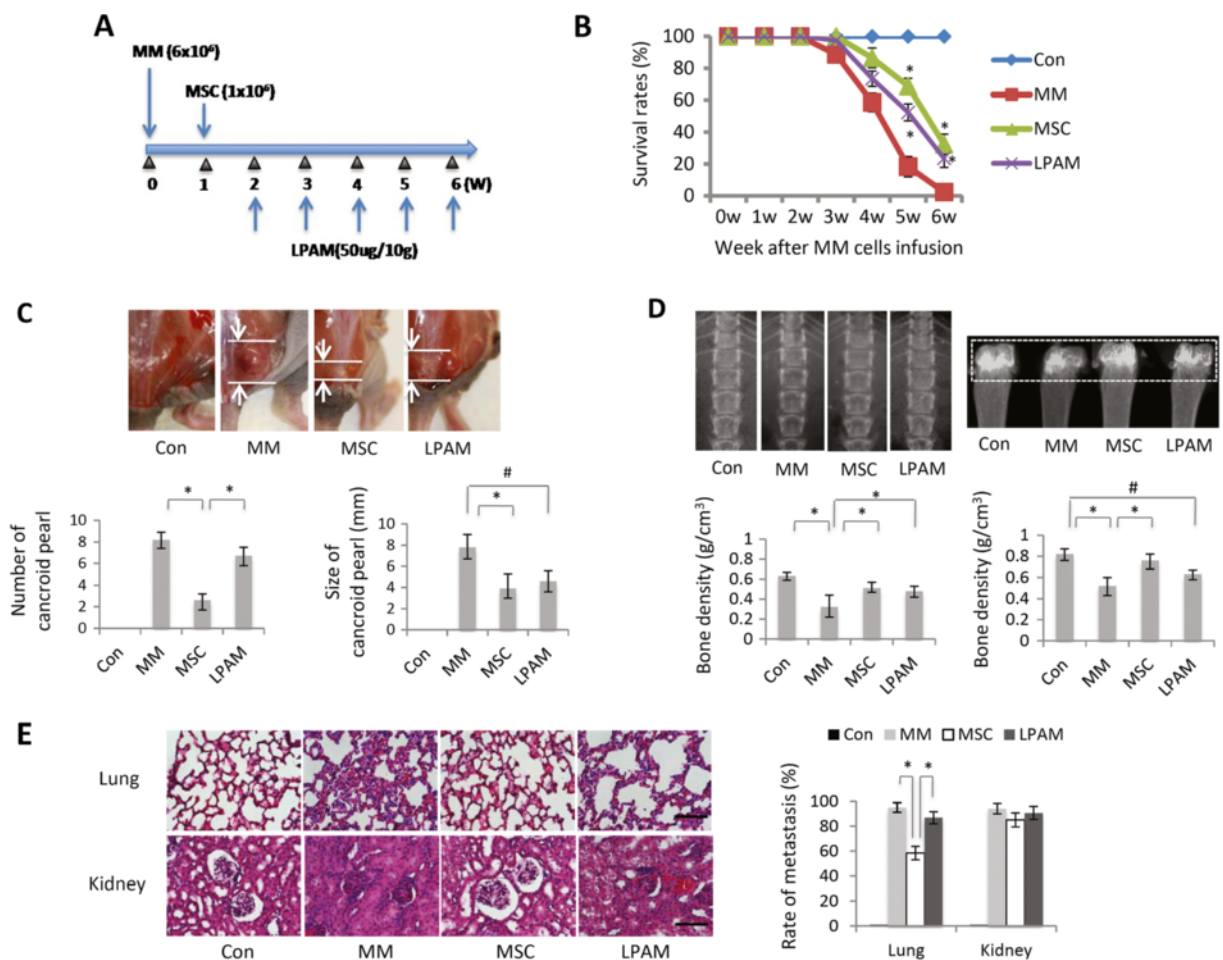 A
MM (6x10⁶)
MSC (1x10⁶)
0 1 2 3 4 5 6 (W)
LPAM(50ug/10g)
B
Survival rates (%)
100
80
60
40
20
0
0w 1w 2w 3w 4w 5w 6w
Week after MM cells infusion
* * * *
Con
MM
MSC
LPAM
C
Con MM MSC LPAM
Number of
cancroid pearl
10
8
6
4
2
0
* *
Con MM MSC LPAM
Size of
cancroid pearl (mm)
10
8
6
4
2
0
#
*
Con MM MSC LPAM
D
Con MM MSC LPAM
Con MM MSC LPAM
Bone density (g/cm³)
1
0.8
0.6
0.4
0.2
0
*
* *
Con MM MSC LPAM
Bone density (g/cm³)
1
0.8
0.6
0.4
0.2
0
#
* *
Con MM MSC LPAM
E
Lung
Kidney
Con MM MSC LPAM
Con MM MSC LPAM
* *
Rate of metastasis (%)
100
80
60
40
20
0
Lung Kidney